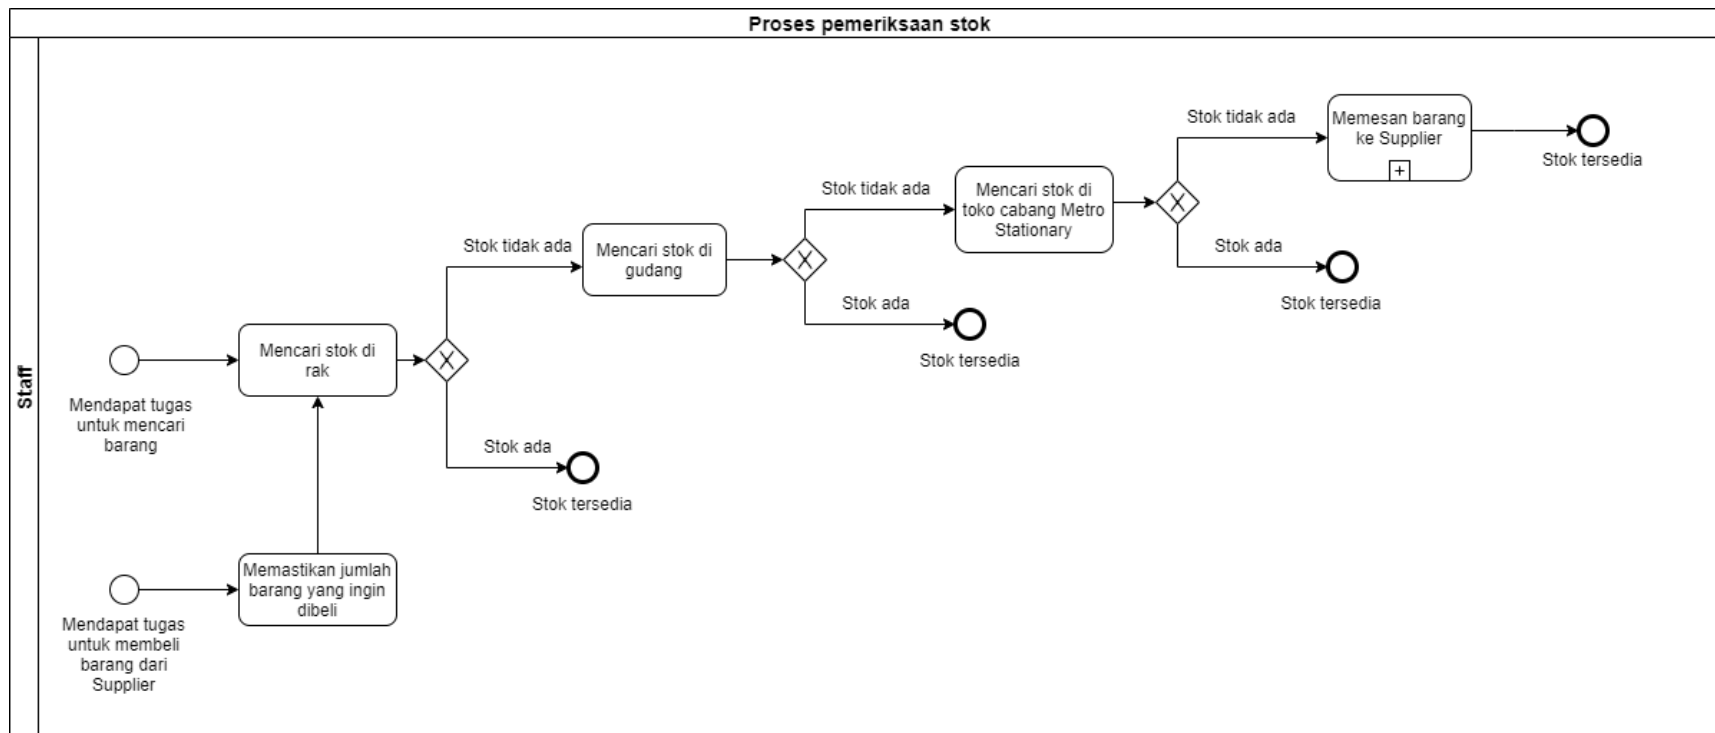 Proses pemeriksaan stok
Staff
Mendapat tugas
untuk mencari
barang
Mencari stok di
rak
Stok tidak ada
Stok ada
Stok tersedia
Mencari stok di
gudang
Stok tidak ada
Stok ada
Stok tersedia
Mencari stok di
toko cabang Metro
Stationary
Stok tidak ada
Stok ada
Stok tersedia
Memesan barang
ke Supplier
Stok tersedia
Mendapat tugas
untuk membeli
barang dari
Supplier
Memastikan jumlah
barang yang ingin
dibeli